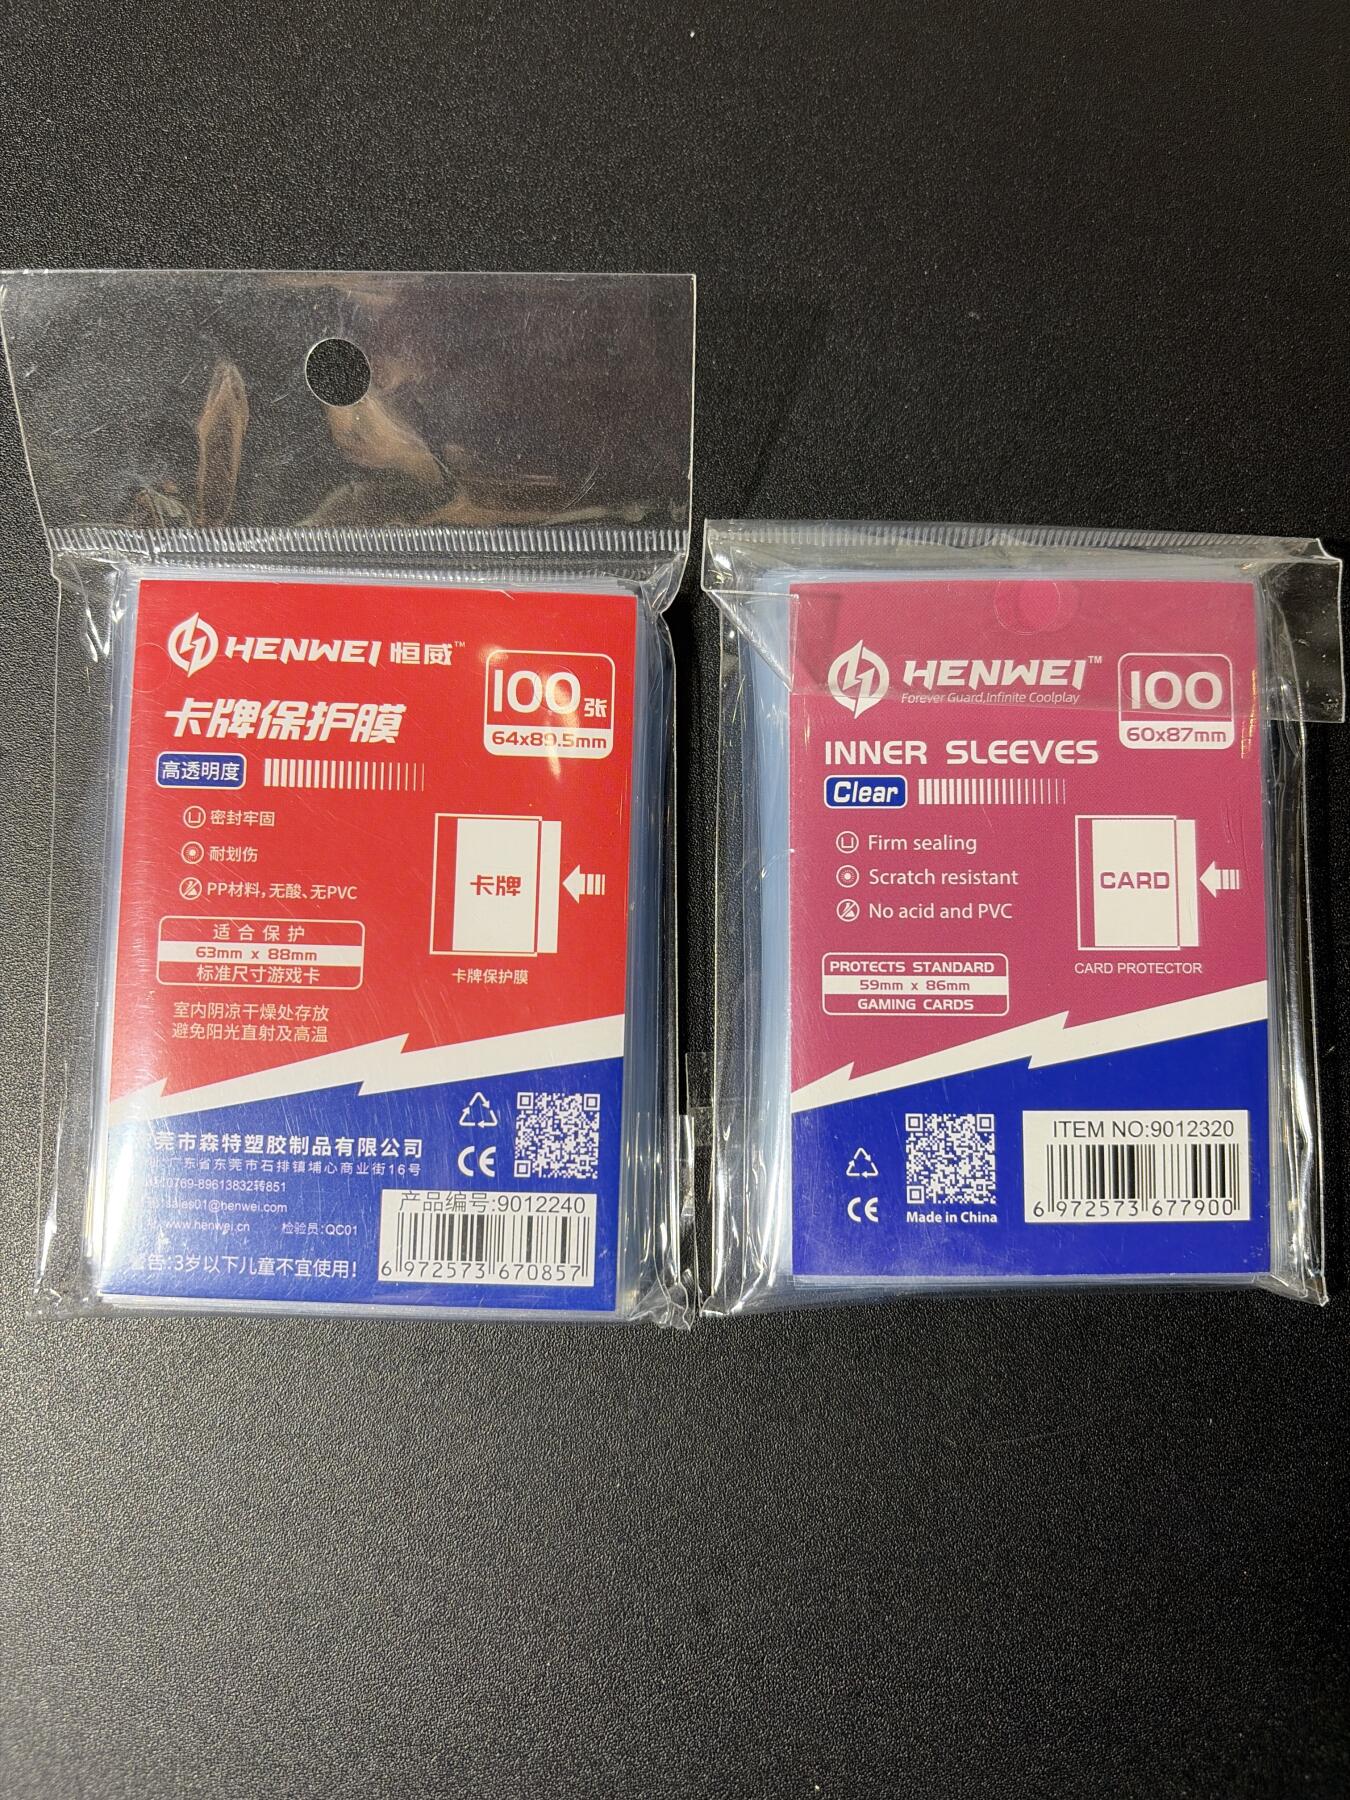 HENWEI 恒威™
100张
64x89.5mm
卡牌保护膜
高透明度
密封牢固
耐划伤
PP材料，无酸、无PVC
卡牌
卡牌保护膜
适合保护
63mm x 88mm
标准尺寸游戏卡
室内阴凉干燥处存放
避免阳光直射及高温
莞市森特塑胶制品有限公司
广东省东莞市石排镇埔心商业街16号
0769-89613832转851
sales01@henwei.com
www.henwei.cn 检验员:QC01
告:3岁以下儿童不宜使用！
CE
产品编号:9012240
6 972573 670857
HENWEI™
Forever Guard,Infinite Coolplay
100
60x87mm
INNER SLEEVES
Clear
Firm sealing
Scratch resistant
No acid and PVC
CARD
CARD PROTECTOR
PROTECTS STANDARD
59mm x 86mm
GAMING CARDS
CE
Made in China
ITEM NO:9012320
6 972573 677900